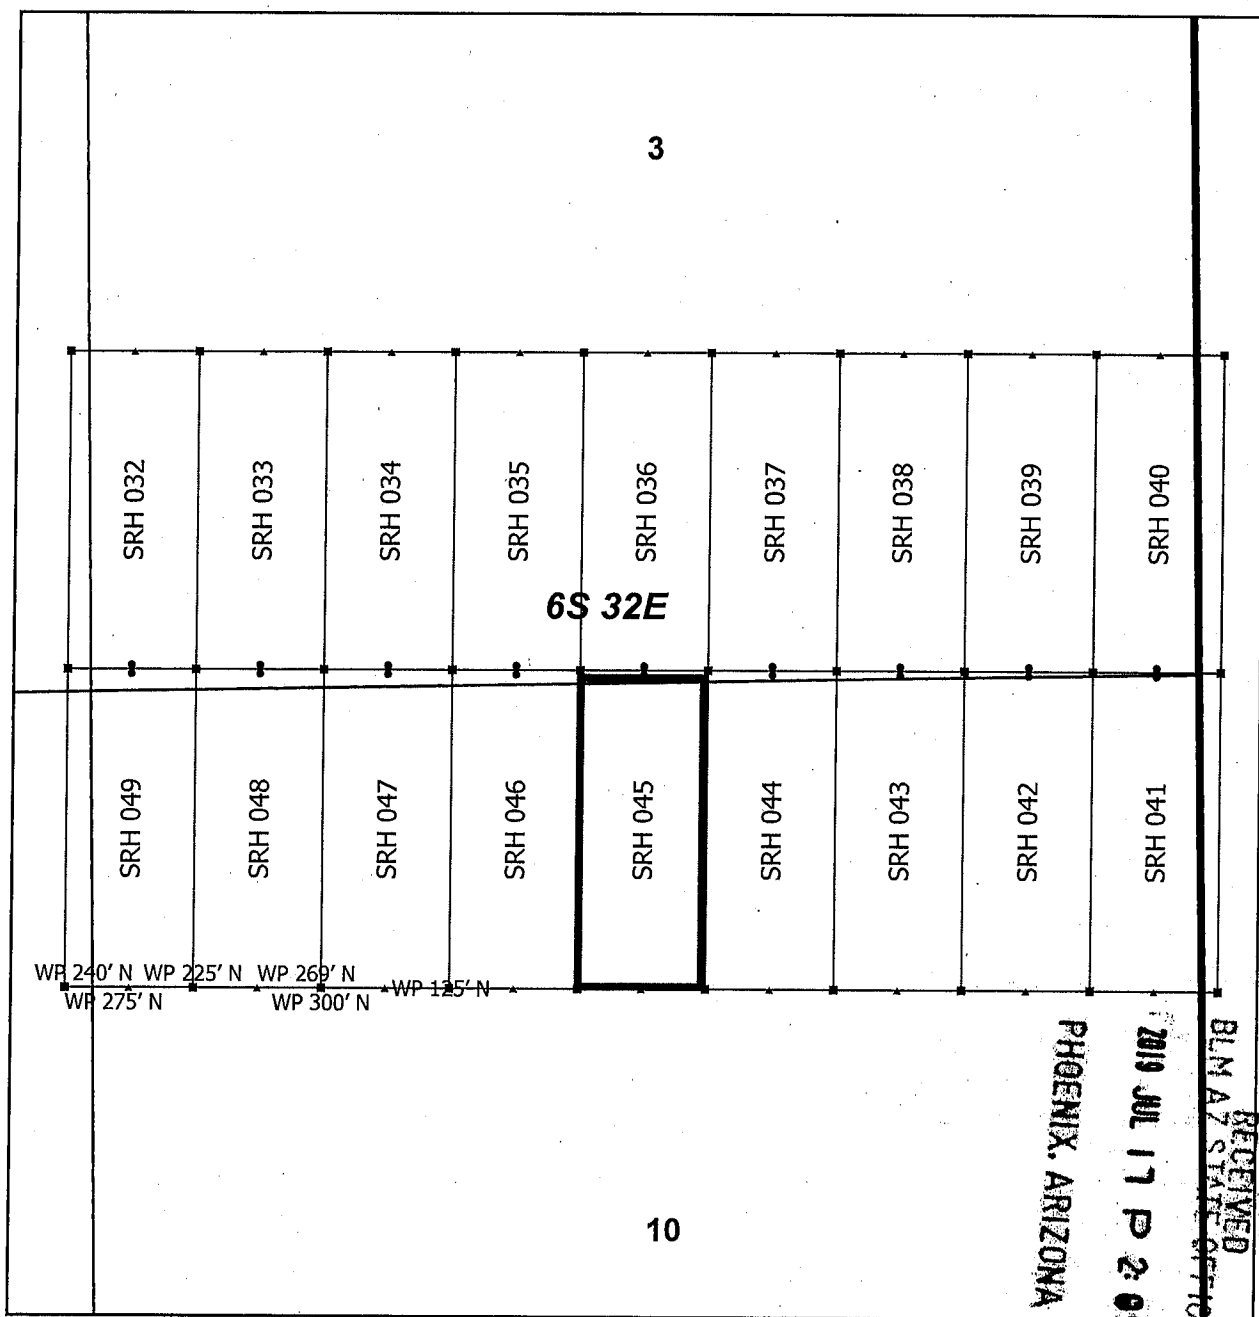 3
SRH 032
SRH 033
SRH 034
SRH 035
SRH 036
SRH 037
SRH 038
SRH 039
SRH 040
6S 32E
SRH 049
SRH 048
SRH 047
SRH 046
SRH 045
SRH 044
SRH 043
SRH 042
SRH 041
WP 240' N WP 225' N WP 269' N
WP 125' N
WP 275' N WP 300' N
RECEIVED
BLM AZ STATE
2019 JUL 17 P 2:0
PHOENIX, ARIZONA
10